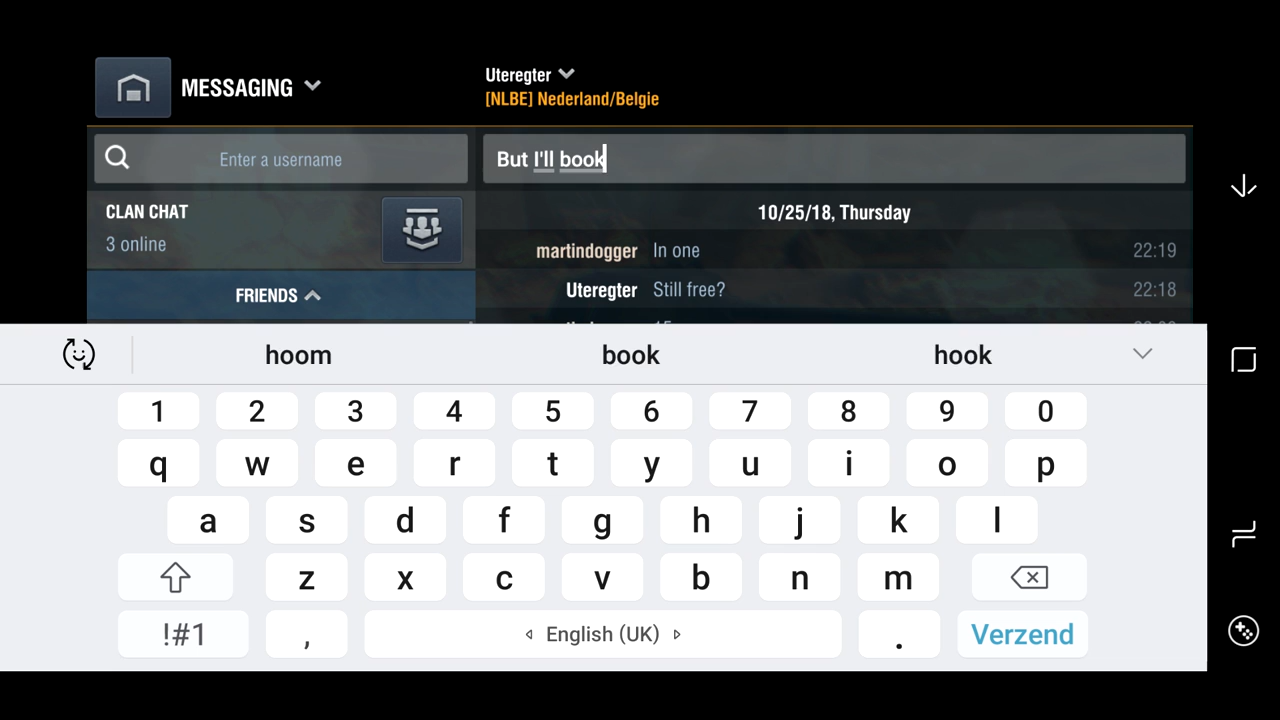 MESSAGING
Uteregter
[NLBE] Nederland/Belgie
Enter a username
But I'll book
CLAN CHAT
3 online
10/25/18, Thursday
martindogger In one 22:19
FRIENDS
Uteregter Still free? 22:18
hoom book hook
1 2 3 4 5 6 7 8 9 0
q w e r t y u i o p
a s d f g h j k l
z x c v b n m
!#1 , English (UK) . Verzend